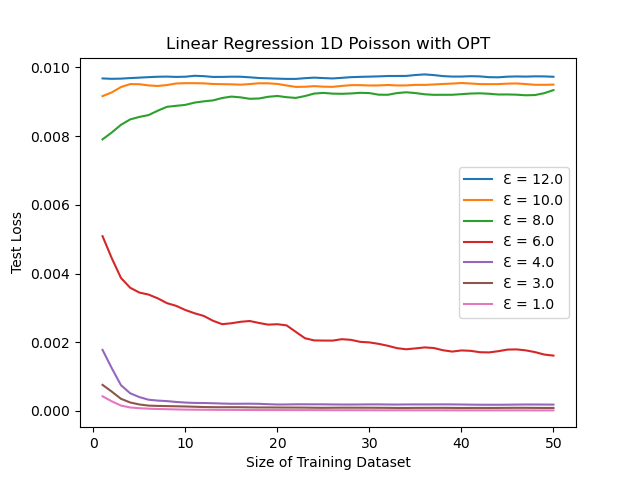 Linear Regression 1D Poisson with OPT
Test Loss
0.010
0.008
0.006
0.004
0.002
0.000
0
10
20
30
40
50
Size of Training Dataset
Ɛ = 12.0
Ɛ = 10.0
Ɛ = 8.0
Ɛ = 6.0
Ɛ = 4.0
Ɛ = 3.0
Ɛ = 1.0